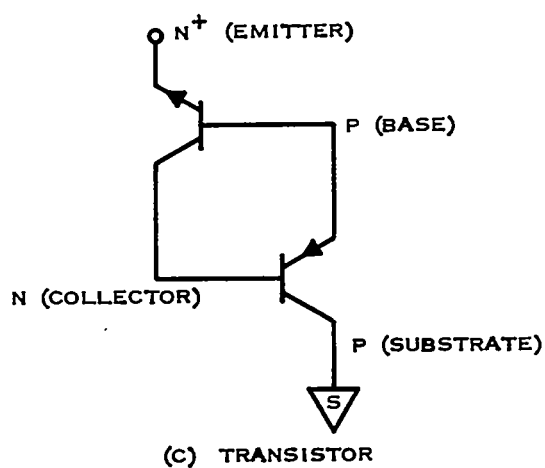 N+ (EMITTER)
P (BASE)
N (COLLECTOR)
P (SUBSTRATE)
S
(C) TRANSISTOR